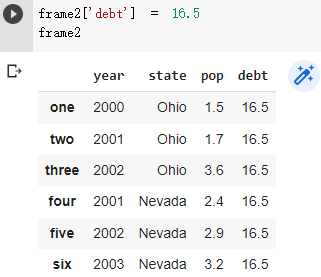 frame2['debt'] = 16.5
frame2
year state pop debt
one 2000 Ohio 1.5 16.5
two 2001 Ohio 1.7 16.5
three 2002 Ohio 3.6 16.5
four 2001 Nevada 2.4 16.5
five 2002 Nevada 2.9 16.5
six 2003 Nevada 3.2 16.5